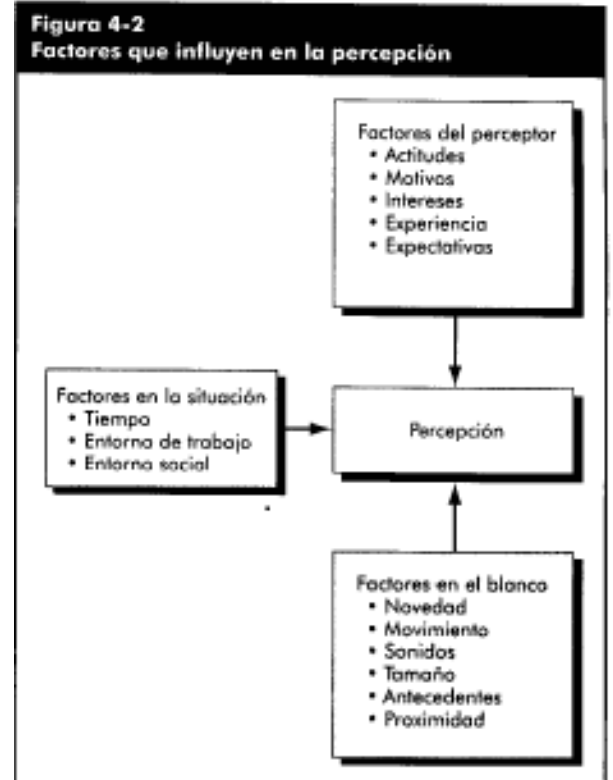 Figura 4-2
Factores que influyen en la percepción
Factores del perceptor
• Actitudes
• Motivos
• Intereses
• Experiencia
• Expectativas
Factores en la situación
• Tiempo
• Entorno de trabajo
• Entorno social
Percepción
Factores en el blanco
• Novedad
• Movimiento
• Sonidos
• Tamaño
• Antecedentes
• Proximidad